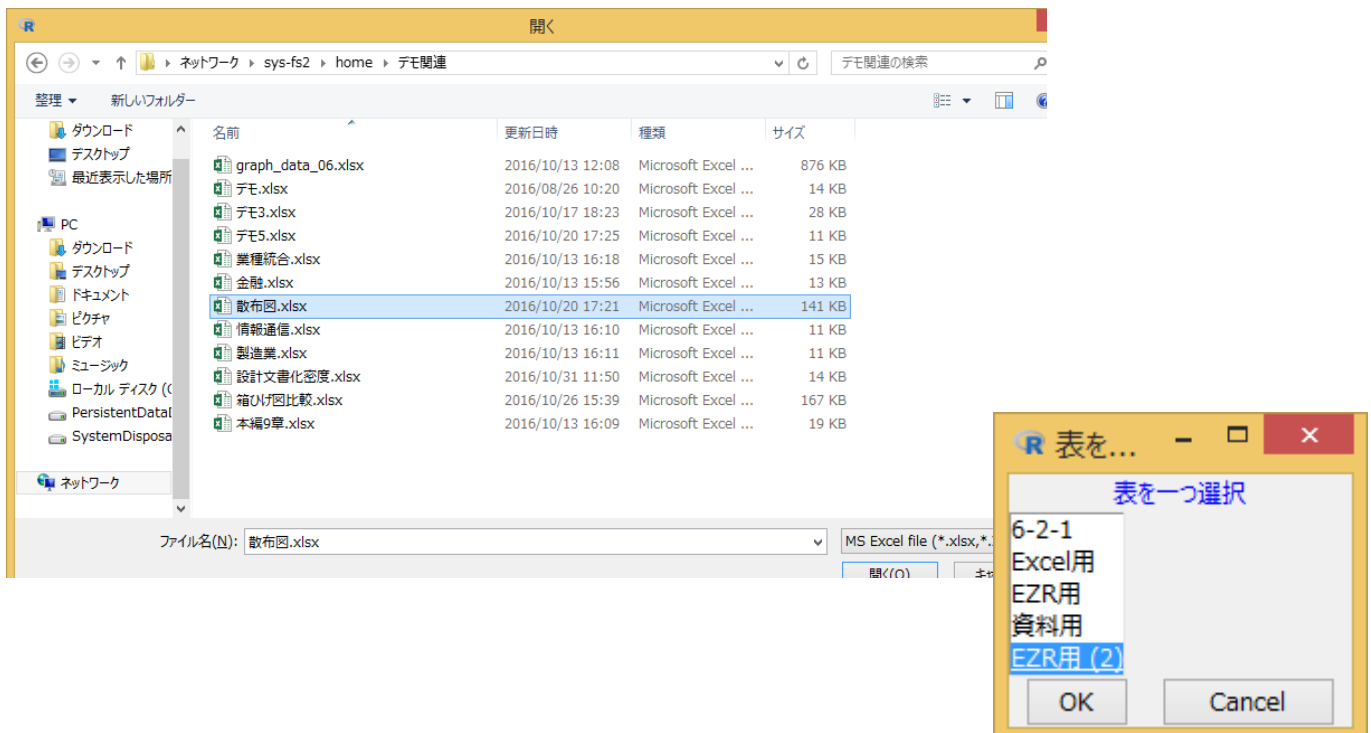 開く
ネットワーク ▸ sys-fs2 ▸ home ▸ デモ関連
デモ関連の検索
整理 新しいフォルダー
ダウンロード
デスクトップ
最近表示した場所
PC
ダウンロード
デスクトップ
ドキュメント
ピクチャ
ビデオ
ミュージック
ローカル ディスク (C
PersistentData
SystemDisposa
ネットワーク
名前 更新日時 種類 サイズ
graph_data_06.xlsx 2016/10/13 12:08 Microsoft Excel ... 876 KB
デモ.xlsx 2016/08/26 10:20 Microsoft Excel ... 14 KB
デモ3.xlsx 2016/10/17 18:23 Microsoft Excel ... 28 KB
デモ5.xlsx 2016/10/20 17:25 Microsoft Excel ... 11 KB
業種統合.xlsx 2016/10/13 16:18 Microsoft Excel ... 15 KB
金融.xlsx 2016/10/13 15:56 Microsoft Excel ... 13 KB
散布図.xlsx 2016/10/20 17:21 Microsoft Excel ... 141 KB
情報通信.xlsx 2016/10/13 16:10 Microsoft Excel ... 11 KB
製造業.xlsx 2016/10/13 16:11 Microsoft Excel ... 11 KB
設計文書化密度.xlsx 2016/10/31 11:50 Microsoft Excel ... 14 KB
箱ひげ図比較.xlsx 2016/10/26 15:39 Microsoft Excel ... 167 KB
本編9章.xlsx 2016/10/13 16:09 Microsoft Excel ... 19 KB
ファイル名(N): 散布図.xlsx MS Excel file (*.xlsx,*.
開く(O)
表を...
表を一つ選択
6-2-1
Excel用
EZR用
資料用
EZR用 (2)
OK Cancel